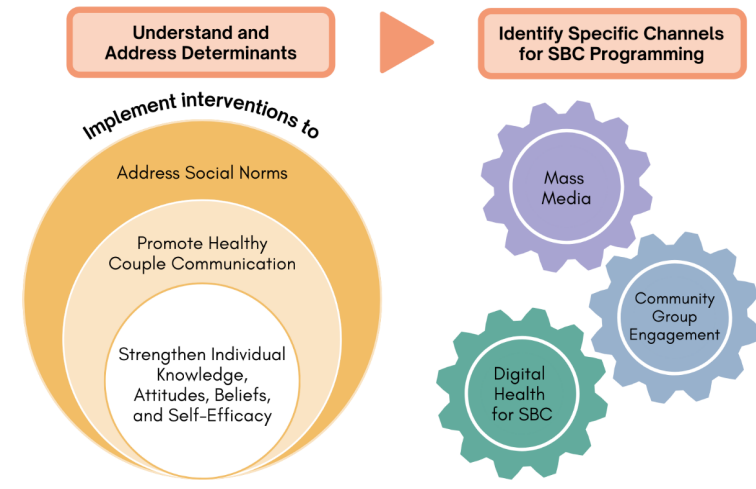 Understand and
Address Determinants
Identify Specific Channels
for SBC Programming
Implement interventions to
Address Social Norms
Promote Healthy
Couple Communication
Strengthen Individual
Knowledge,
Attitudes, Beliefs,
and Self-Efficacy
Mass
Media
Community
Group
Engagement
Digital
Health
for SBC